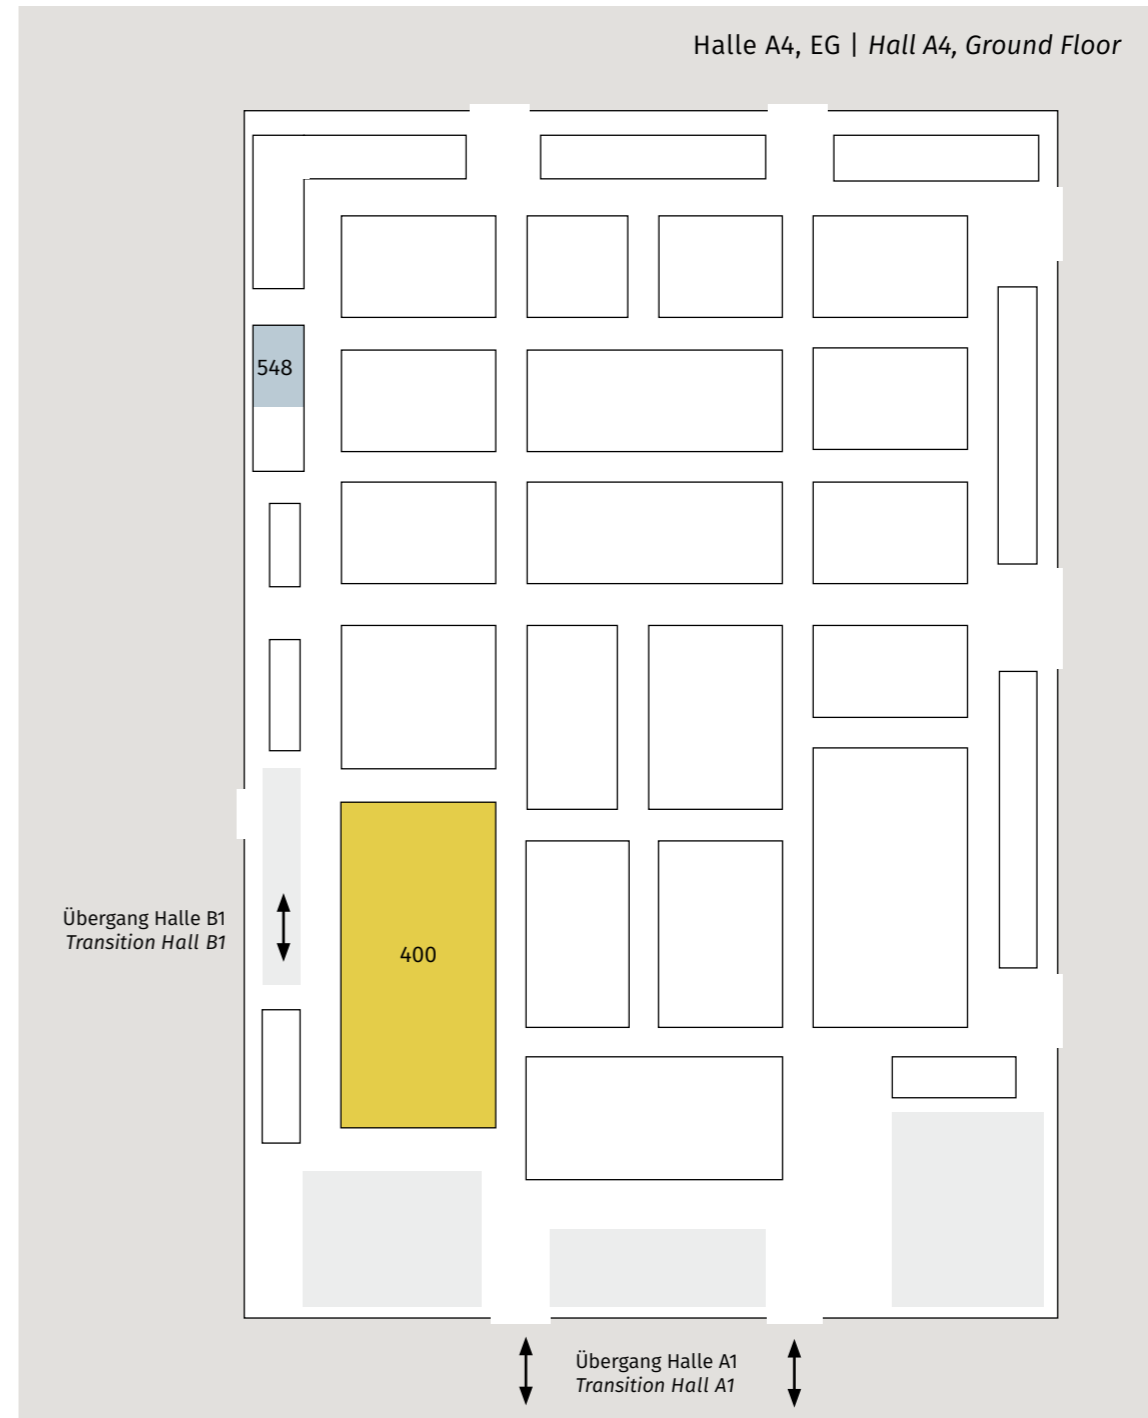 Halle A4, EG | Hall A4, Ground Floor
548
Übergang Halle B1
Transition Hall B1
400
Übergang Halle A1
Transition Hall A1